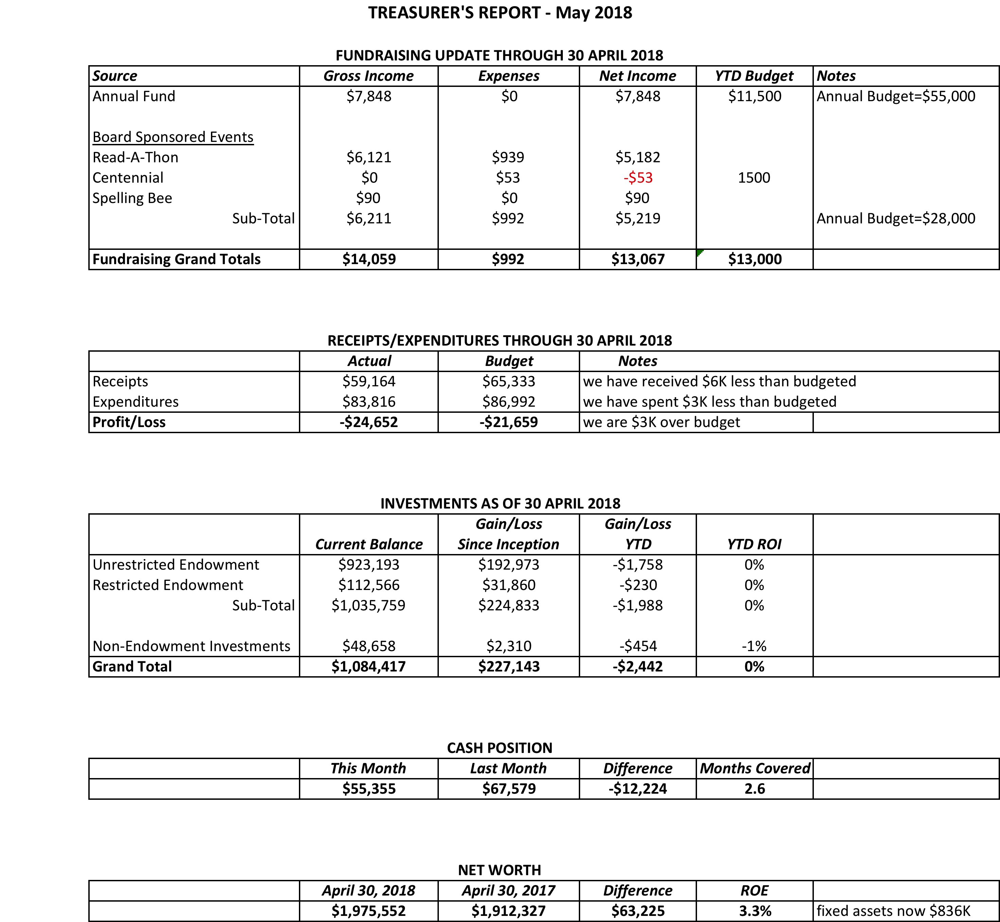 TREASURER'S REPORT - May 2018
FUNDRAISING UPDATE THROUGH 30 APRIL 2018
Source Gross Income Expenses Net Income YTD Budget Notes
Annual Fund $7,848 $0 $7,848 $11,500 Annual Budget=$55,000
Board Sponsored Events
Read-A-Thon $6,121 $939 $5,182
Centennial $0 $53 -$53 1500
Spelling Bee $90 $0 $90
Sub-Total $6,211 $992 $5,219 Annual Budget=$28,000
Fundraising Grand Totals $14,059 $992 $13,067 $13,000
RECEIPTS/EXPENDITURES THROUGH 30 APRIL 2018
Actual Budget Notes
Receipts $59,164 $65,333 we have received $6K less than budgeted
Expenditures $83,816 $86,992 we have spent $3K less than budgeted
Profit/Loss -$24,652 -$21,659 we are $3K over budget
INVESTMENTS AS OF 30 APRIL 2018
Gain/Loss Gain/Loss
Current Balance Since Inception YTD YTD ROI
Unrestricted Endowment $923,193 $192,973 -$1,758 0%
Restricted Endowment $112,566 $31,860 -$230 0%
Sub-Total $1,035,759 $224,833 -$1,988 0%
Non-Endowment Investments $48,658 $2,310 -$454 -1%
Grand Total $1,084,417 $227,143 -$2,442 0%
CASH POSITION
This Month Last Month Difference Months Covered
$55,355 $67,579 -$12,224 2.6
NET WORTH
April 30, 2018 April 30, 2017 Difference ROE
$1,975,552 $1,912,327 $63,225 3.3% fixed assets now $836K